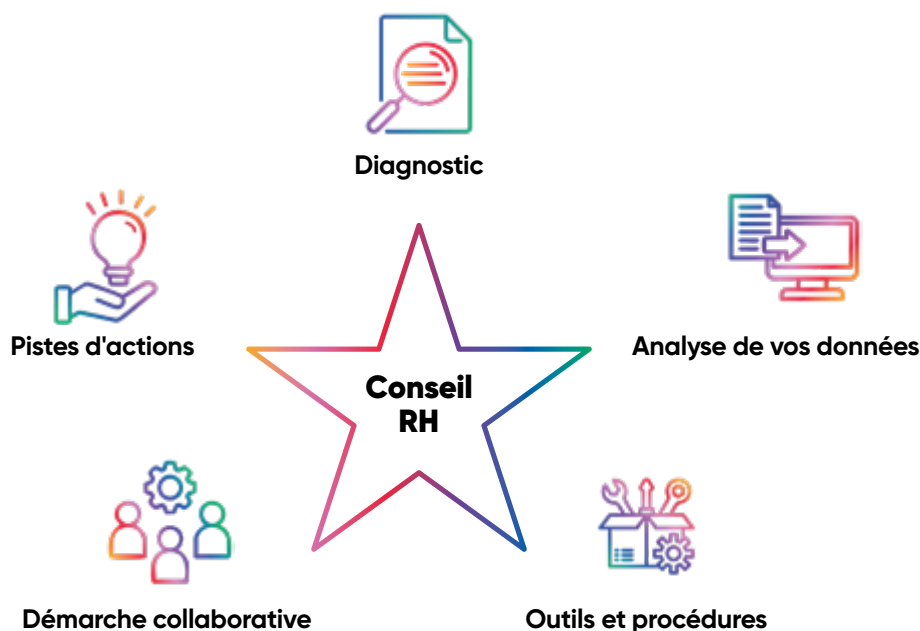 Diagnostic
Pistes d'actions
Analyse de vos données
Conseil
RH
Démarche collaborative
Outils et procédures